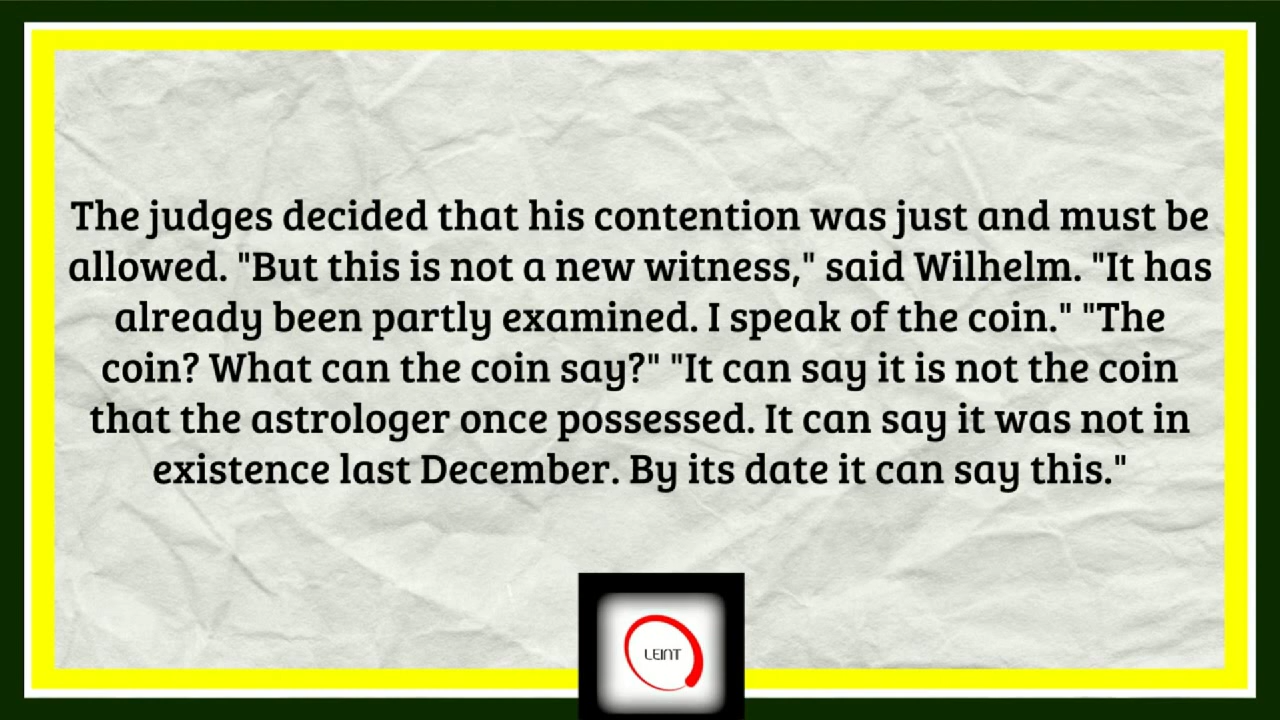 The judges decided that his contention was just and must be
allowed. "But this is not a new witness," said Wilhelm. "It has
already been partly examined. I speak of the coin." "The
coin? What can the coin say?" "It can say it is not the coin
that the astrologer once possessed. It can say it was not in
existence last December. By its date it can say this."
LEINT